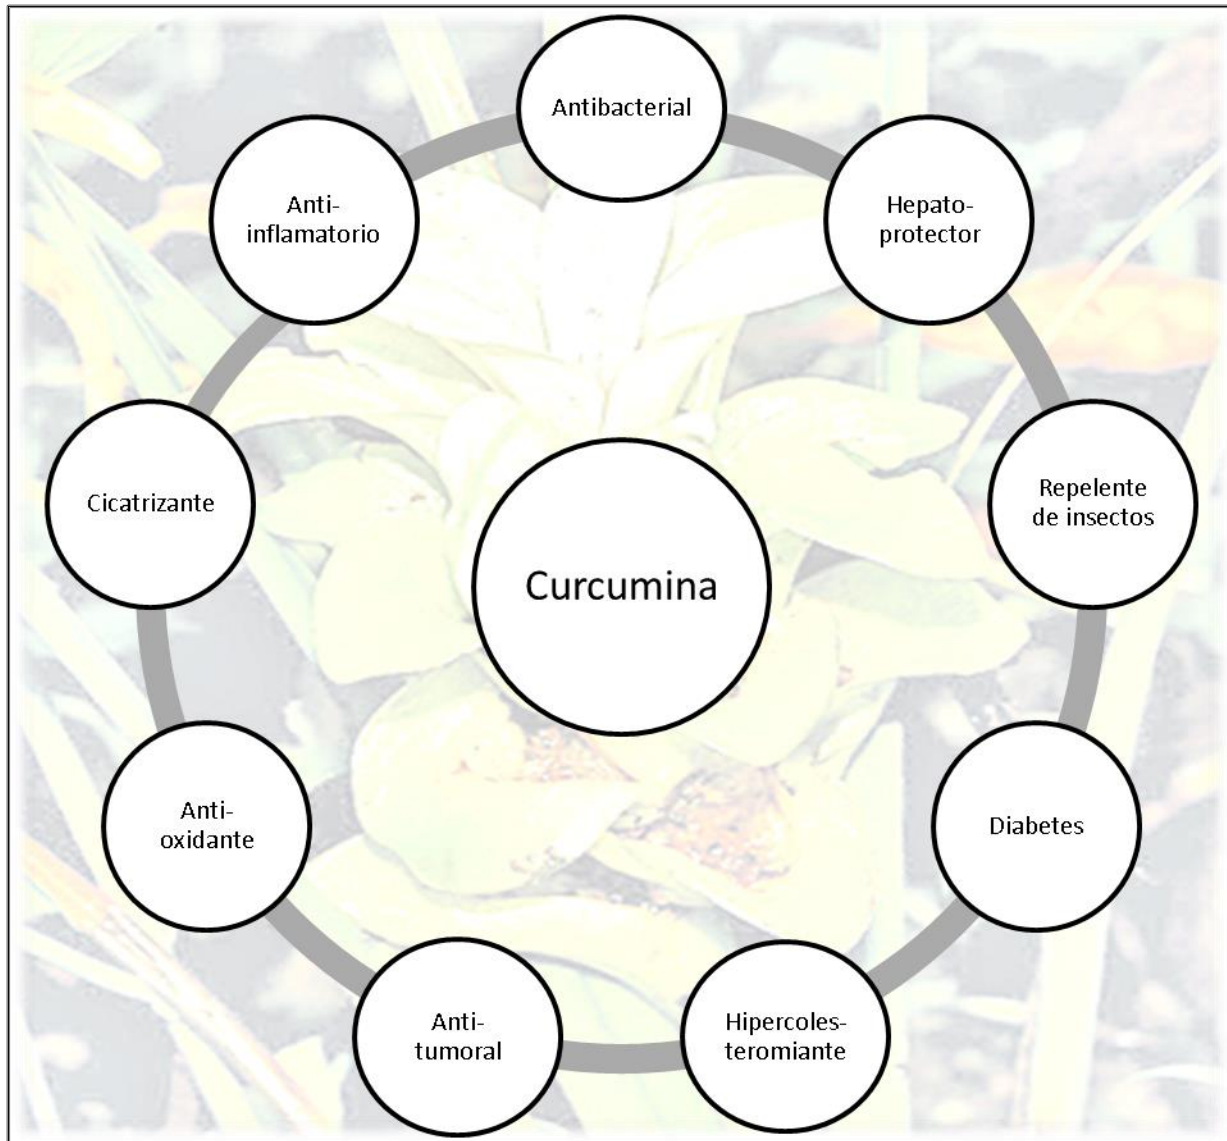 Antibacterial
Hepato-
protector
Repelente
de insectos
Diabetes
Hipercoles-
teromiante
Anti-
tumoral
Anti-
oxidante
Cicatrizante
Anti-
inflamatorio
Curcumina